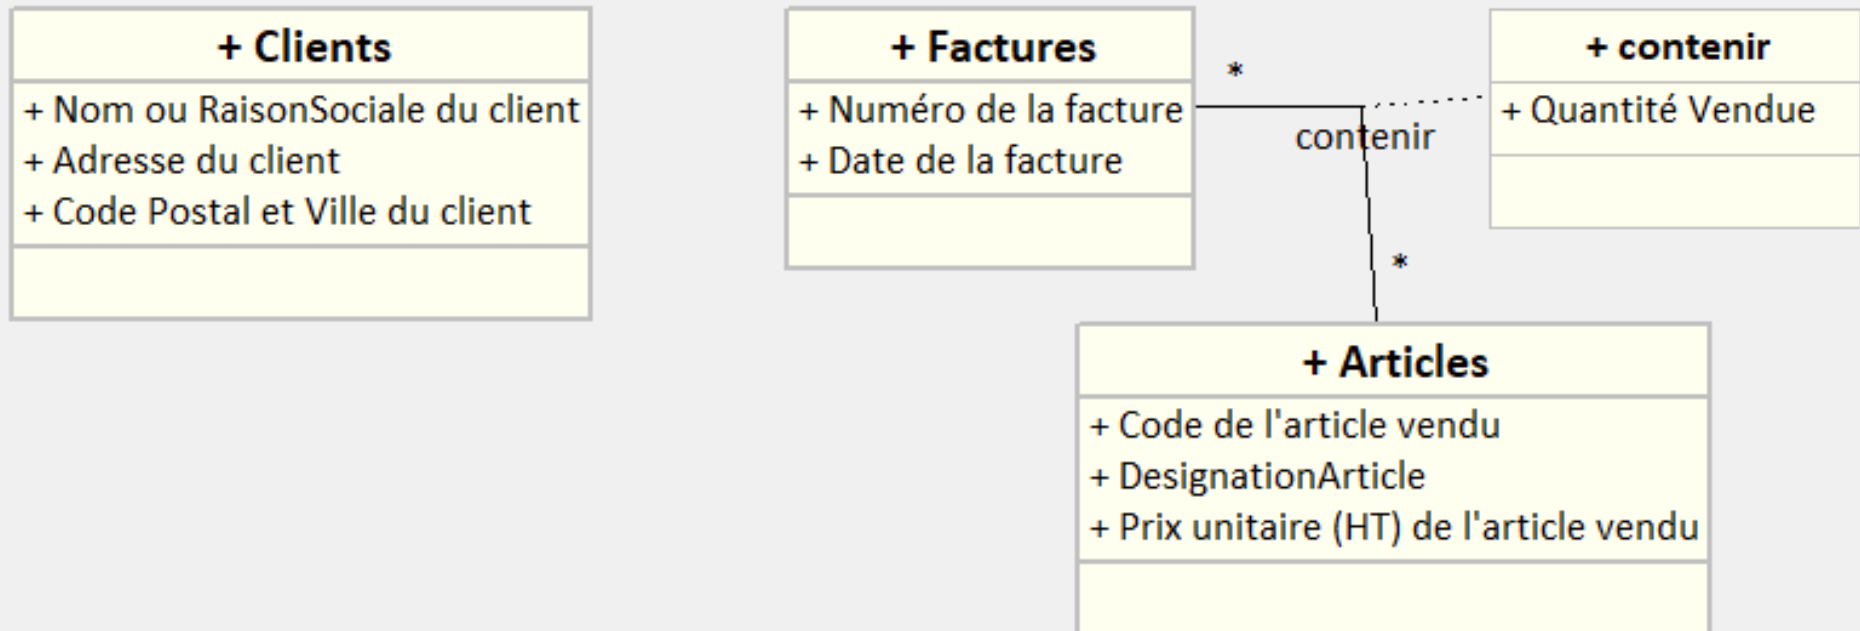 + Clients
+ Nom ou RaisonSociale du client
+ Adresse du client
+ Code Postal et Ville du client
+ Factures
+ Numéro de la facture
+ Date de la facture
*
contenir
+ contenir
+ Quantité Vendue
*
+ Articles
+ Code de l'article vendu
+ DesignationArticle
+ Prix unitaire (HT) de l'article vendu